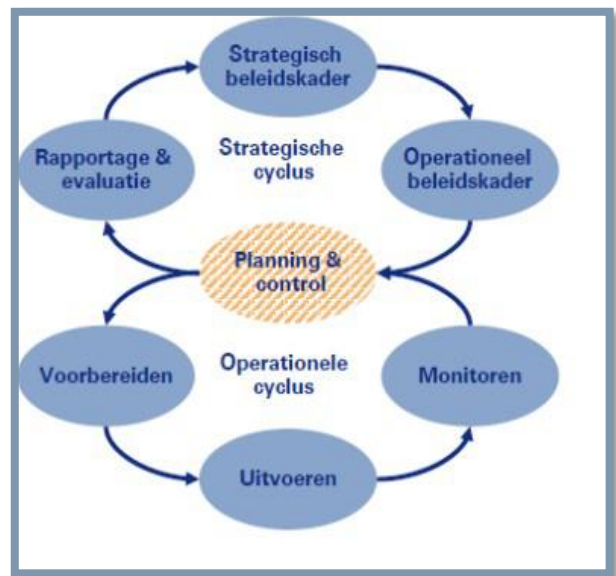 Strategisch
beleidskader
Rapportage &
evaluatie
Strategische
cyclus
Operationeel
beleidskader
Planning &
control
Voorbereiden
Operationele
cyclus
Monitoren
Uitvoeren